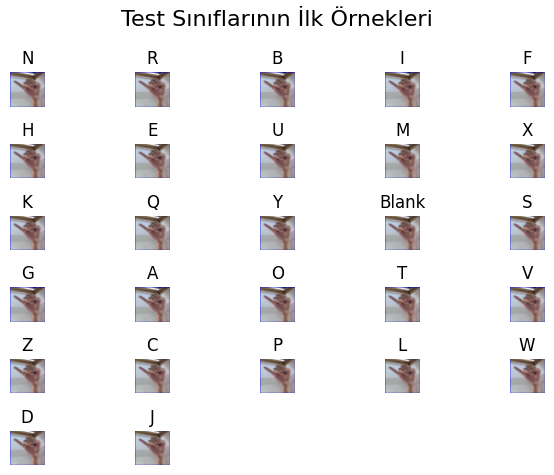 Test Sınıflarının İlk Örnekleri
N R B I F
H E U M X
K Q Y Blank S
G A O T V
Z C P L W
D J